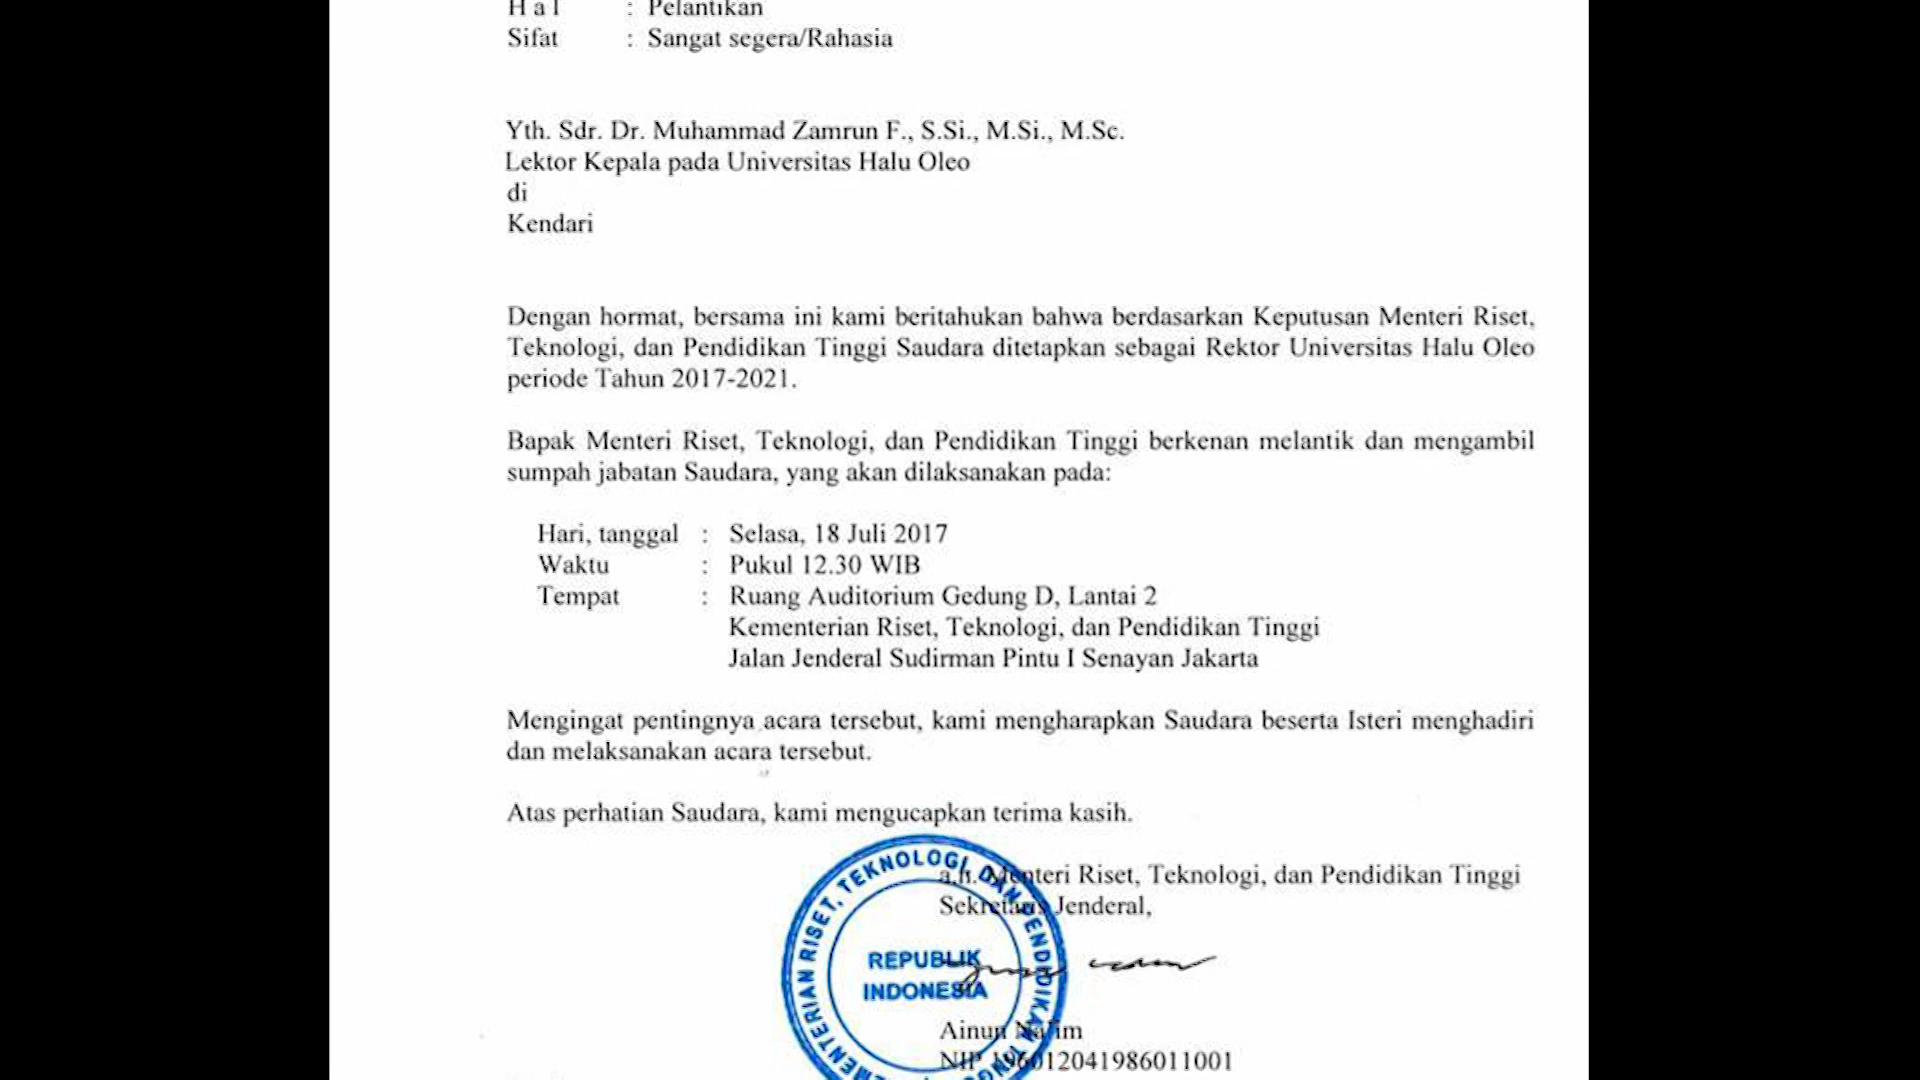 H a l : Pelantikan
Sifat : Sangat segera/Rahasia
Yth. Sdr. Dr. Muhammad Zamrun F., S.Si., M.Si., M.Sc.
Lektor Kepala pada Universitas Halu Oleo
di
Kendari
Dengan hormat, bersama ini kami beritahukan bahwa berdasarkan Keputusan Menteri Riset,
Teknologi, dan Pendidikan Tinggi Saudara ditetapkan sebagai Rektor Universitas Halu Oleo
periode Tahun 2017-2021.
Bapak Menteri Riset, Teknologi, dan Pendidikan Tinggi berkenan melantik dan mengambil
sumpah jabatan Saudara, yang akan dilaksanakan pada:
Hari, tanggal : Selasa, 18 Juli 2017
Waktu : Pukul 12.30 WIB
Tempat : Ruang Auditorium Gedung D, Lantai 2
Kementerian Riset, Teknologi, dan Pendidikan Tinggi
Jalan Jenderal Sudirman Pintu I Senayan Jakarta
Mengingat pentingnya acara tersebut, kami mengharapkan Saudara beserta Isteri menghadiri
dan melaksanakan acara tersebut.
Atas perhatian Saudara, kami mengucapkan terima kasih.
a.n. Menteri Riset, Teknologi, dan Pendidikan Tinggi
Sekretaris Jenderal,
RISET, TEKNOLOGI, DAN PENDIDIKAN
REPUBLIK
INDONESIA
Ainun Na'im
NIP 196012041986011001